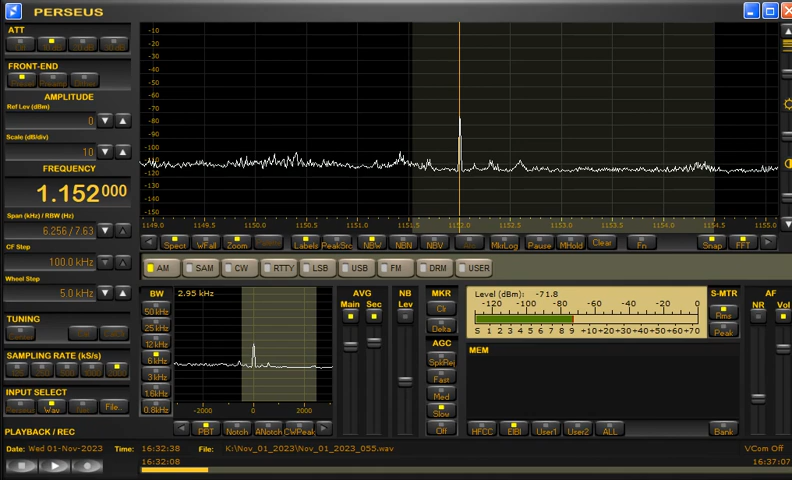 PERSEUS
ATT
FRONT-END
AMPLITUDE
Ref Lev (dBm)
0
Scale (dB/div)
10
FREQUENCY
1.152 000
Span (kHz) / RBW (Hz)
6.256 / 7.63
CF Step
100.0 kHz
Wheel Step
5.0 kHz
TUNING
SAMPLING RATE (kS/s)
INPUT SELECT
Wav
File..
PLAYBACK / REC
-10
-20
-30
-40
-50
-60
-70
-80
-90
-100
-110
-120
-130
-140
-150
1149.0 1149.5 1150.0 1150.5 1151.0 1151.5 1152.0 1152.5 1153.0 1153.5 1154.0 1154.5 1155.0
Spect WFall Zoom Labels PeakSrc NBW NBN NBV MkrLog Pause MHold Clear Fn Snap FFT
AM SAM CW RTTY LSB USB FM DRM USER
BW
50 kHz
25 kHz
12 kHz
6 kHz
3 kHz
1.6kHz
0.8kHz
2.95 kHz
-2000 0 2000
PBT Notch ANotch CWPeak
AVG
Main Sec
NB
Lev
MKR
Clr
Delta
AGC
Fast
Med
Slow
Off
Level (dBm): -71.8
-120 -100 -80 -60 -40 -20 0
S 1 2 3 4 5 6 7 8 9 +10+20+30+40+50+60+70
S-MTR
Rms
Peak
MEM
HFCC EIBI User1 User2 ALL Bank
AF
NR Vol
Date: Wed 01-Nov-2023 Time: 16:32:38 File: K:\Nov_01_2023\Nov_01_2023_055.wav VCom Off
16:32:08 16:37:07